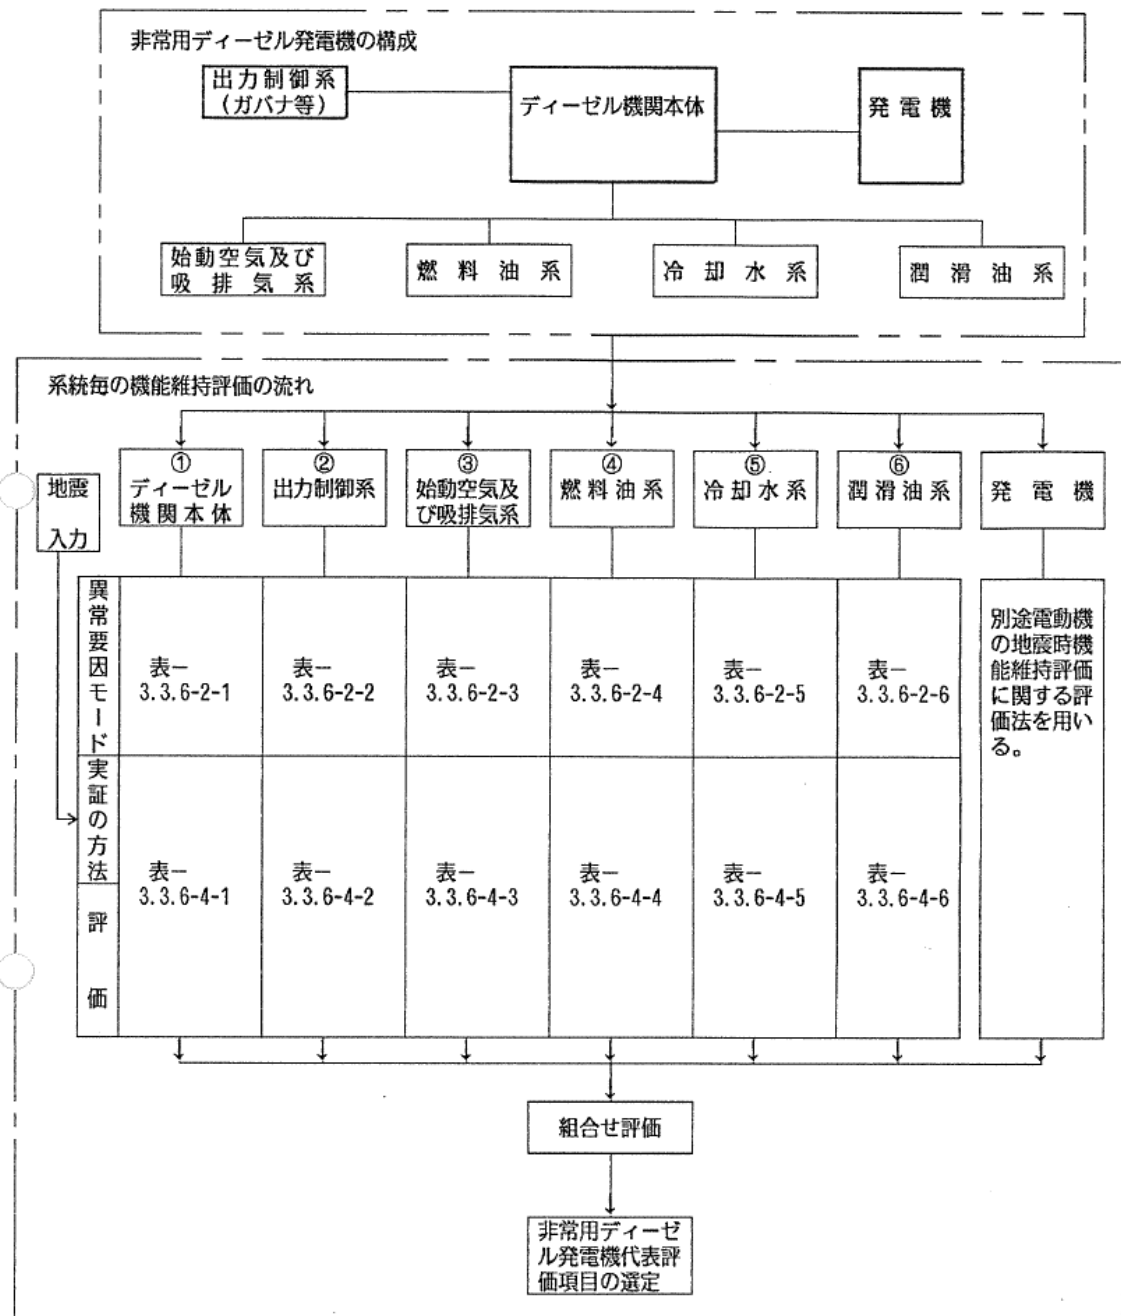 非常用ディーゼル発電機の構成
出力制御系
(ガバナ等)
ディーゼル機関本体
発電機
始動空気及び
吸排気系
燃料油系
冷却水系
潤滑油系
系統毎の機能維持評価の流れ
地震
入力
①
ディーゼル
機関本体
②
出力制御系
③
始動空気及
び吸排気系
④
燃料油系
⑤
冷却水系
⑥
潤滑油系
発電機
異常要因モード
表－
3.3.6-2-1
表－
3.3.6-2-2
表－
3.3.6-2-3
表－
3.3.6-2-4
表－
3.3.6-2-5
表－
3.3.6-2-6
別途電動機
の地震時機
能維持評価
に関する評
価法を用い
る。
実証の方法
評価
表－
3.3.6-4-1
表－
3.3.6-4-2
表－
3.3.6-4-3
表－
3.3.6-4-4
表－
3.3.6-4-5
表－
3.3.6-4-6
組合せ評価
非常用ディーゼ
ル発電機代表評
価項目の選定